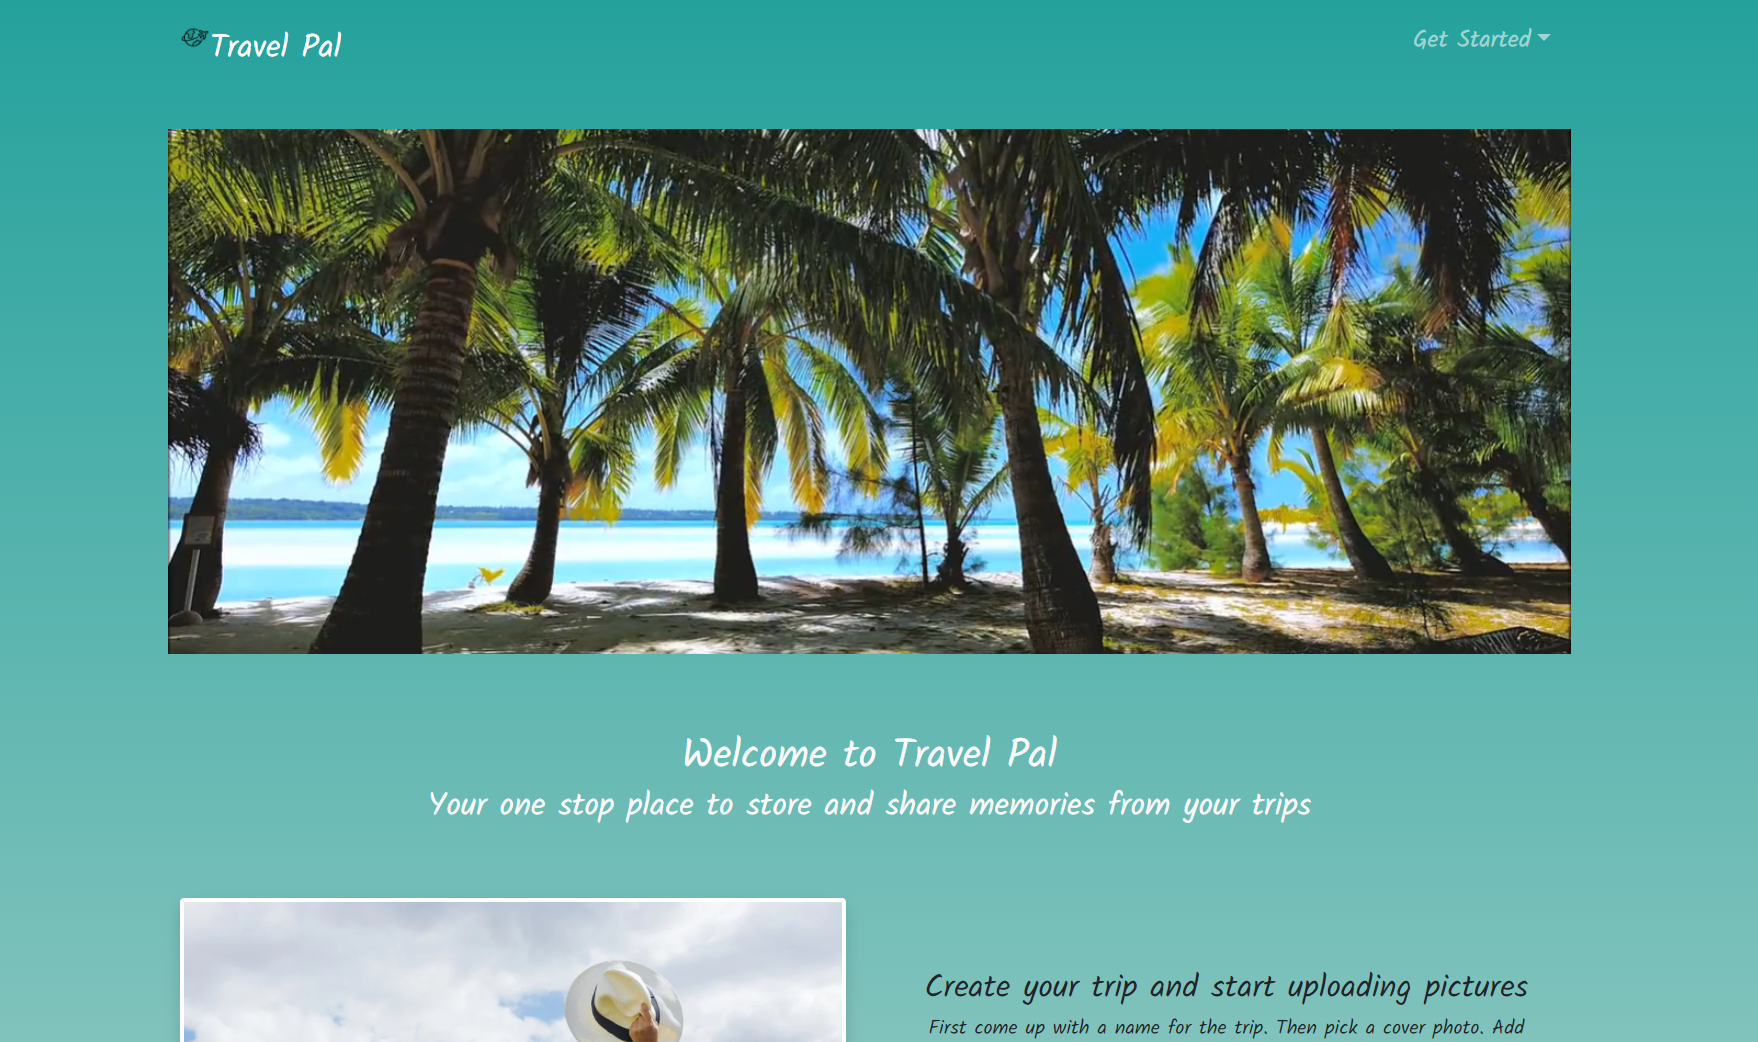 Travel Pal
Get Started
Welcome to Travel Pal
Your one stop place to store and share memories from your trips
Create your trip and start uploading pictures
First come up with a name for the trip. Then pick a cover photo. Add